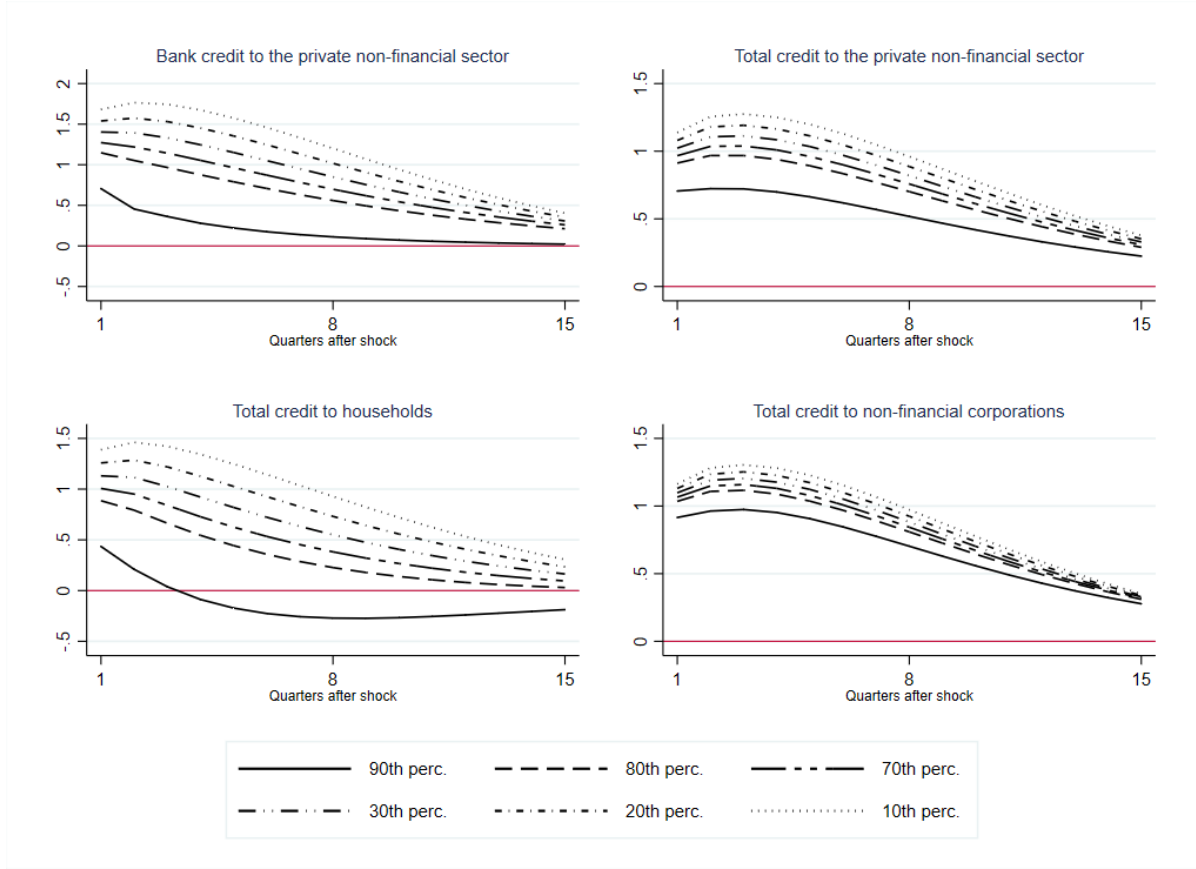 Bank credit to the private non-financial sector
2
1.5
1
.5
0
-.5
1
8
15
Quarters after shock
Total credit to the private non-financial sector
1.5
1
.5
0
1
8
15
Quarters after shock
Total credit to households
1.5
1
.5
0
-.5
1
8
15
Quarters after shock
Total credit to non-financial corporations
1.5
1
.5
0
1
8
15
Quarters after shock
90th perc.
80th perc.
70th perc.
30th perc.
20th perc.
10th perc.